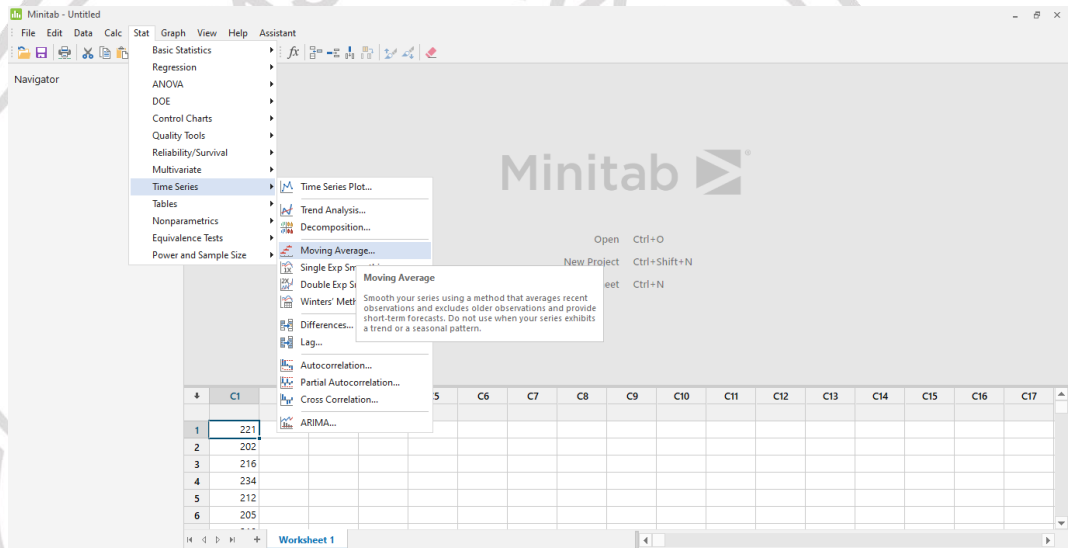 Minitab - Untitled
File Edit Data Calc Stat Graph View Help Assistant
fx
Navigator
Basic Statistics
Regression
ANOVA
DOE
Control Charts
Quality Tools
Reliability/Survival
Multivariate
Time Series
Tables
Nonparametrics
Equivalence Tests
Power and Sample Size
Time Series Plot...
Trend Analysis...
Decomposition...
Moving Average...
Single Exp
Double Exp
Winters'
Differences...
Lag...
Autocorrelation...
Partial Autocorrelation...
Cross Correlation...
ARIMA...
Moving Average
Smooth your series using a method that averages recent
observations and excludes older observations and provide
short-term forecasts. Do not use when your series exhibits
a trend or a seasonal pattern.
Minitab
Open Ctrl+O
New Project Ctrl+Shift+N
Ctrl+N
C1 C6 C7 C8 C9 C10 C11 C12 C13 C14 C15 C16 C17
1 221
2 202
3 216
4 234
5 212
6 205
Worksheet 1